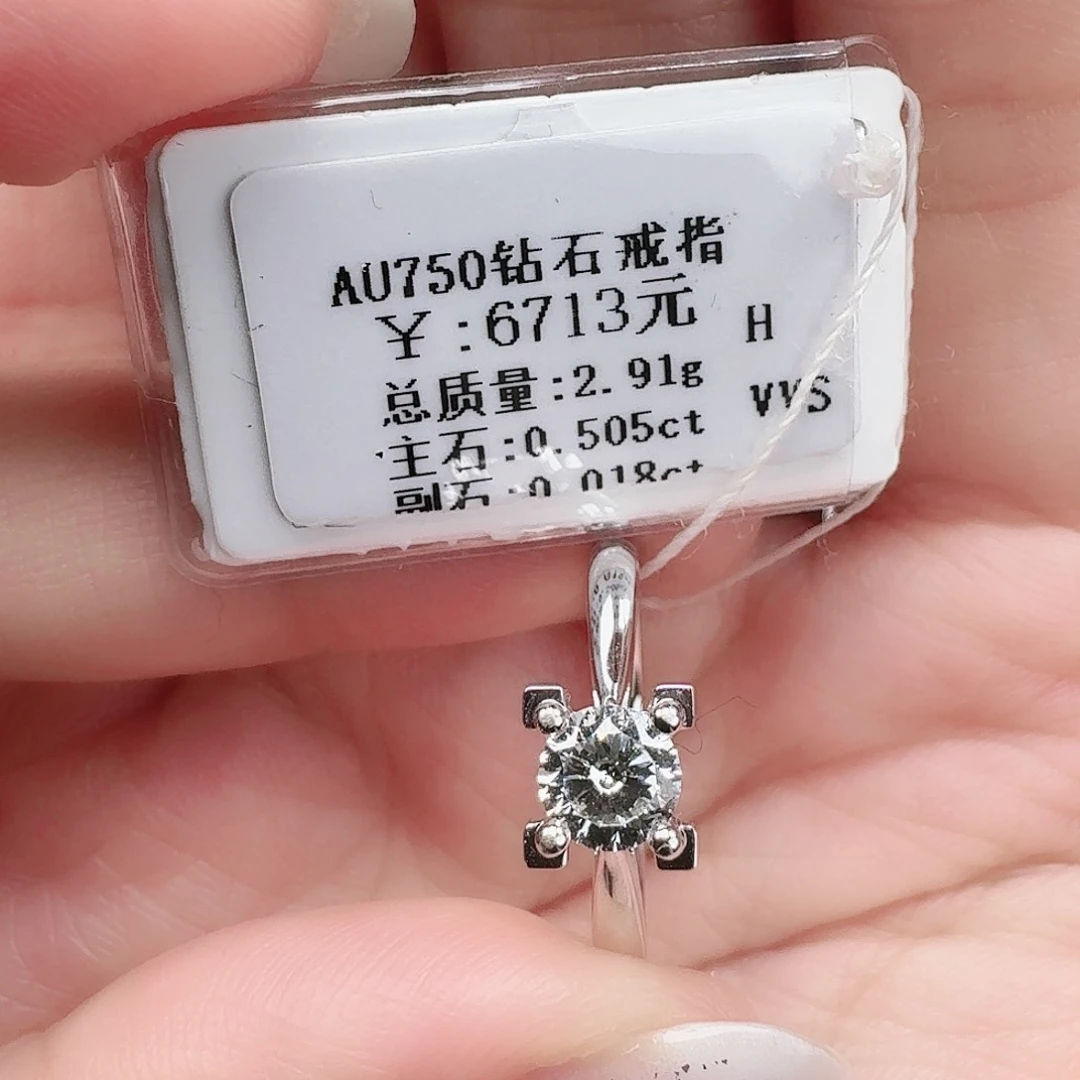 AU750钻石戒指
￥:6713元
H
总质量:2.91g
VVS
主石:0.505ct
副石:0.018ct